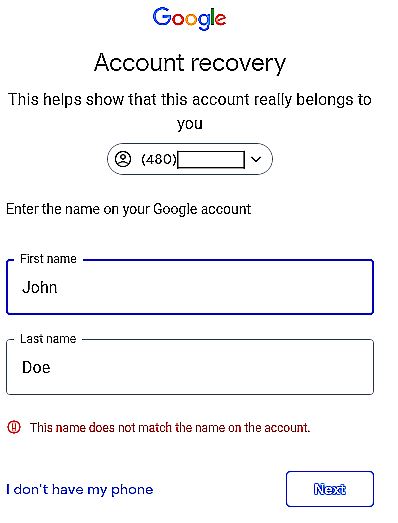 Google
Account recovery
This helps show that this account really belongs to
you
(480)
Enter the name on your Google account
First name
John
Last name
Doe
This name does not match the name on the account.
I don't have my phone
Next